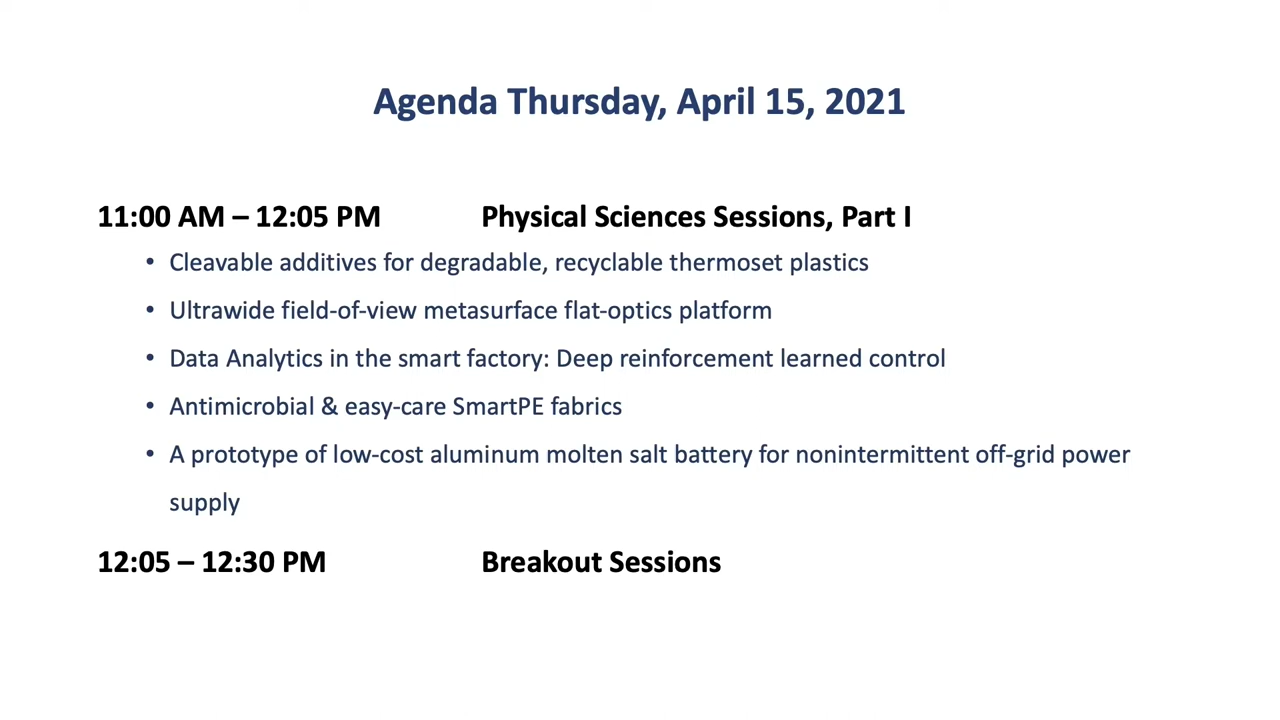 Agenda Thursday, April 15, 2021
11:00 AM – 12:05 PM Physical Sciences Sessions, Part I
• Cleavable additives for degradable, recyclable thermoset plastics
• Ultrawide field-of-view metasurface flat-optics platform
• Data Analytics in the smart factory: Deep reinforcement learned control
• Antimicrobial & easy-care SmartPE fabrics
• A prototype of low-cost aluminum molten salt battery for nonintermittent off-grid power
supply
12:05 – 12:30 PM Breakout Sessions